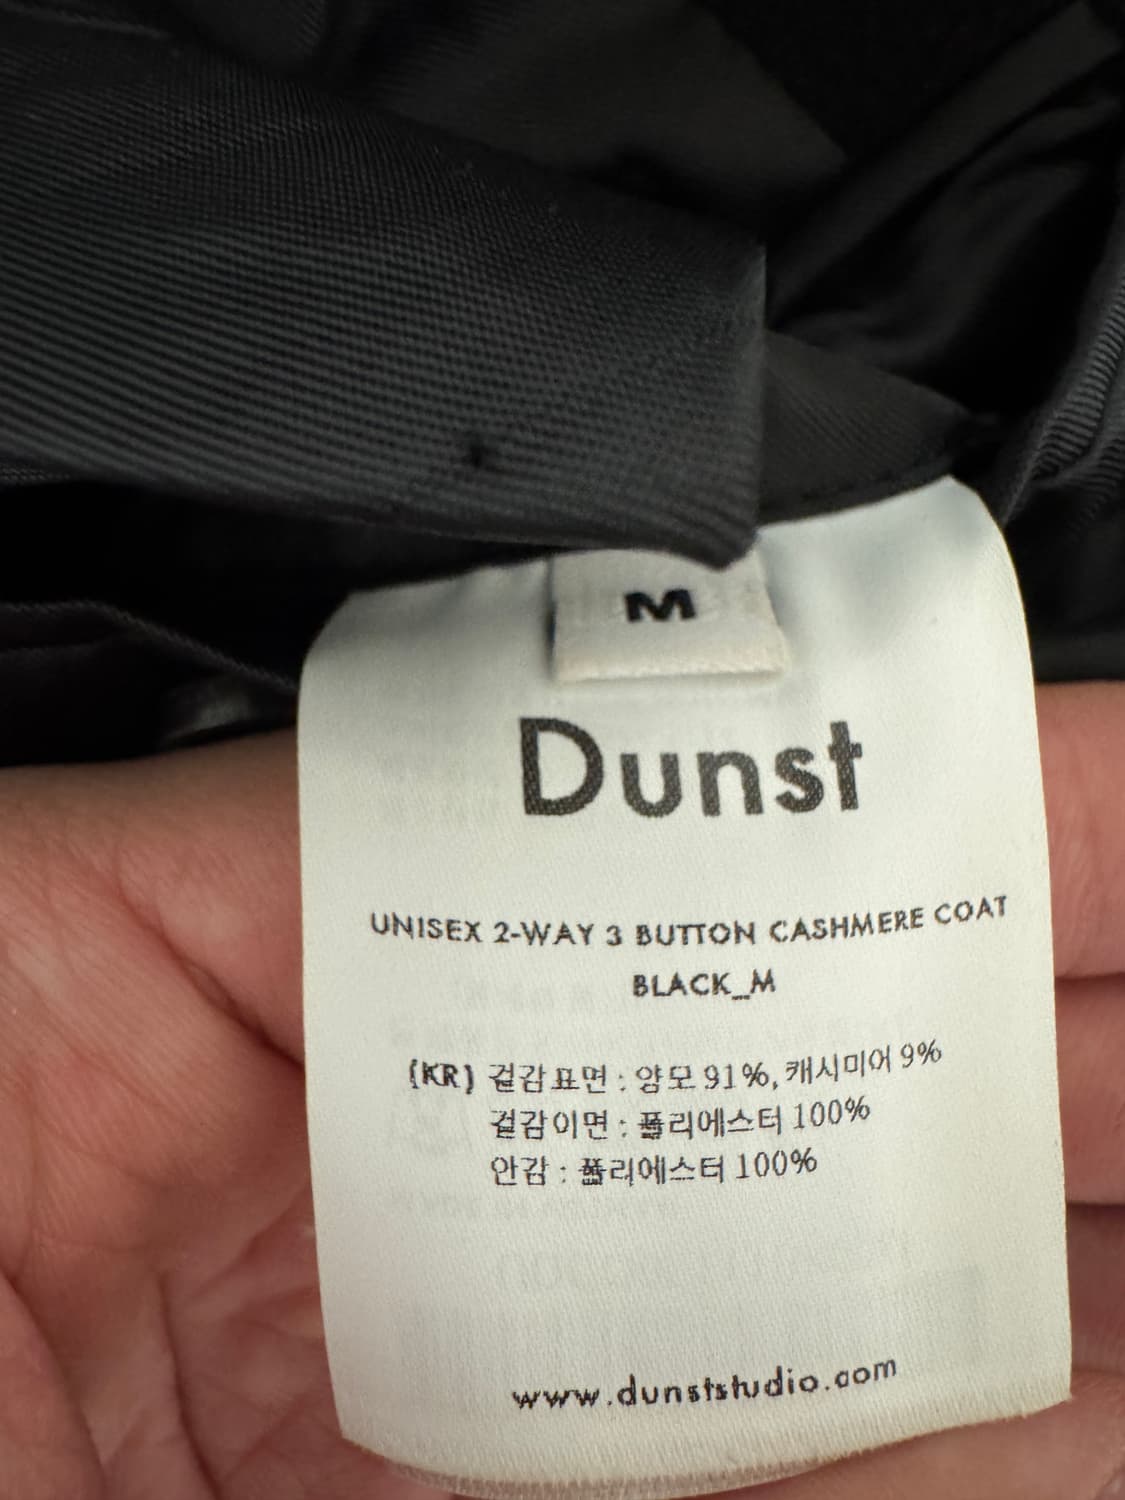 M
Dunst
UNISEX 2-WAY 3 BUTTON CASHMERE COAT
BLACK_M
(KR) 겉감표면 : 양모 91%, 캐시미어 9%
겉감이면 : 폴리에스터 100%
안감 : 폴리에스터 100%
www.dunststudio.com